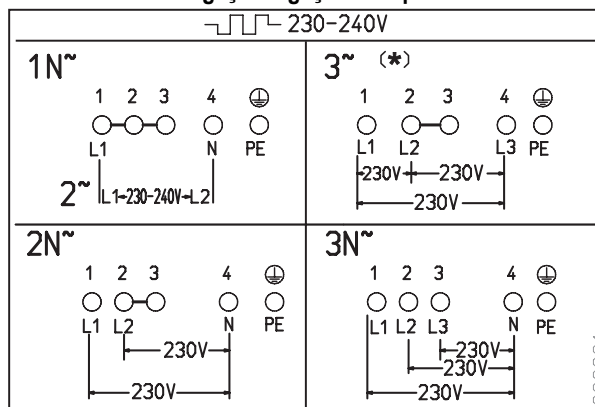 230-240V
1N~
1 2 3 4
L1 N PE
2~ L1-230-240V-L2
3~ (*)
1 2 3 4
L1 L2 L3 PE
230V 230V
230V
2N~
1 2 3 4
L1 L2 N PE
230V
230V
3N~
1 2 3 4
L1 L2 L3 N PE
230V
230V
230V